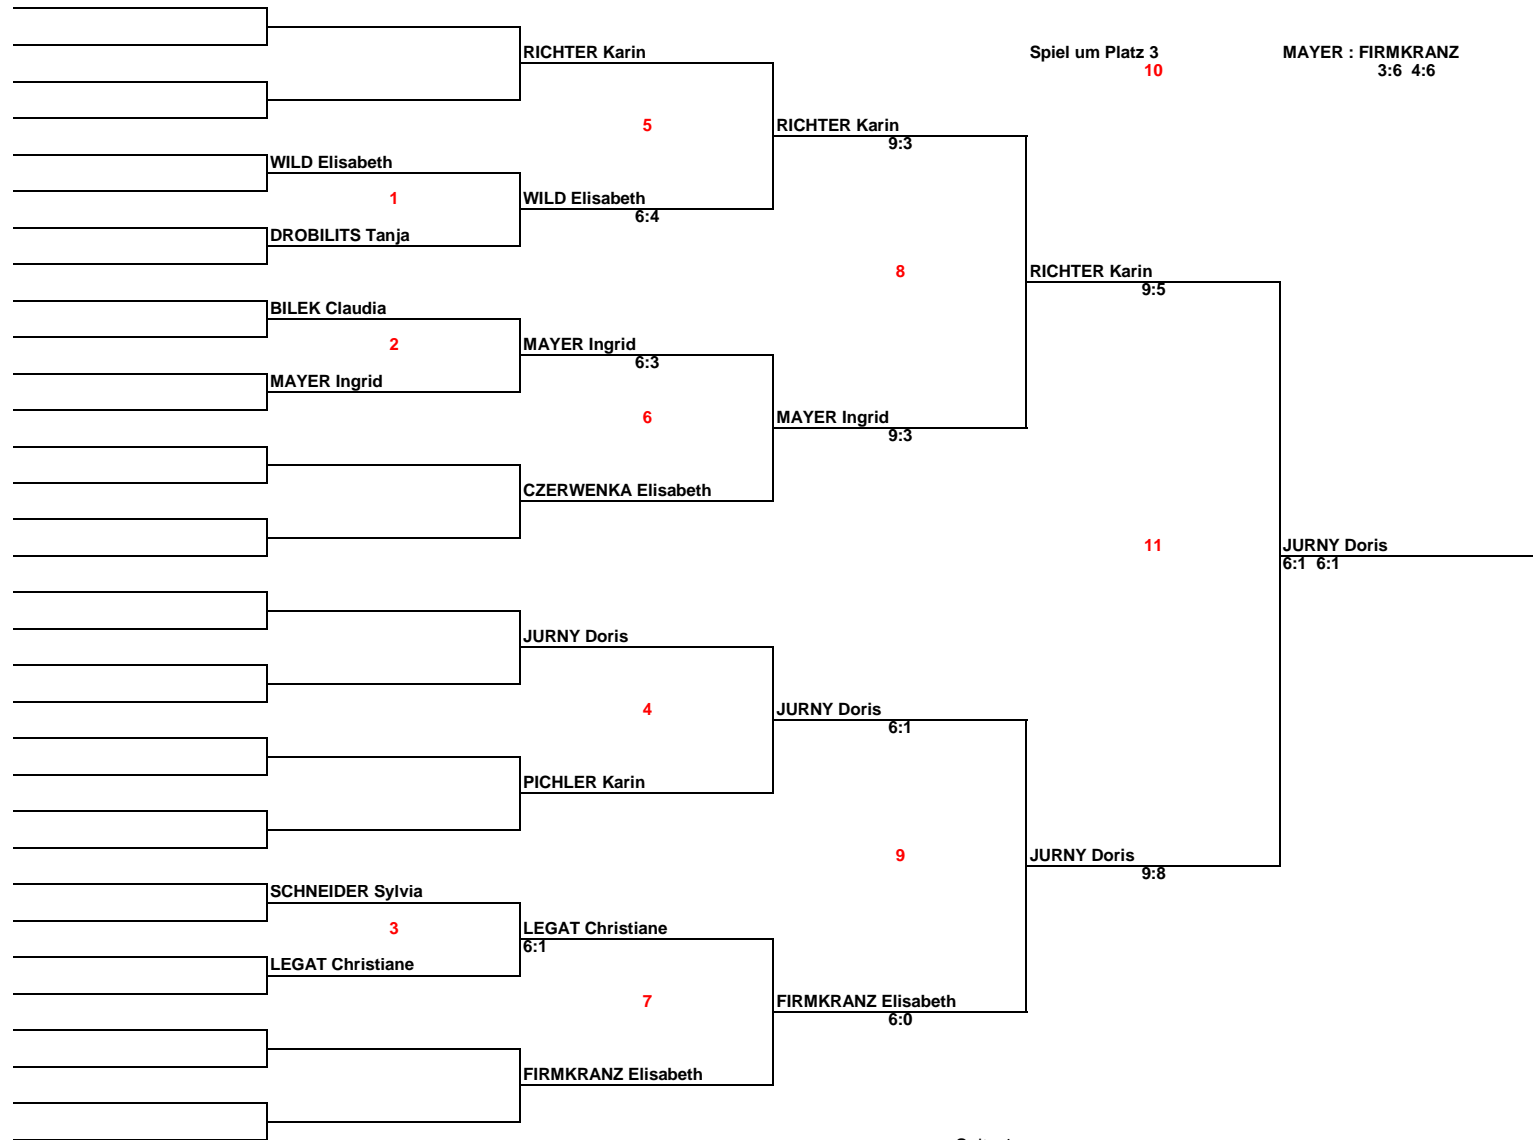 RICHTER Karin
Spiel um Platz 3
MAYER : FIRMKRANZ
10
3:6 4:6
5
RICHTER Karin
9:3
WILD Elisabeth
1
WILD Elisabeth
6:4
DROBILITS Tanja
8
RICHTER Karin
9:5
BILEK Claudia
2
MAYER Ingrid
6:3
MAYER Ingrid
6
MAYER Ingrid
9:3
CZERWENKA Elisabeth
11
JURNY Doris
6:1 6:1
JURNY Doris
4
JURNY Doris
6:1
PICHLER Karin
9
JURNY Doris
9:8
SCHNEIDER Sylvia
3
LEGAT Christiane
6:1
LEGAT Christiane
7
FIRMKRANZ Elisabeth
6:0
FIRMKRANZ Elisabeth